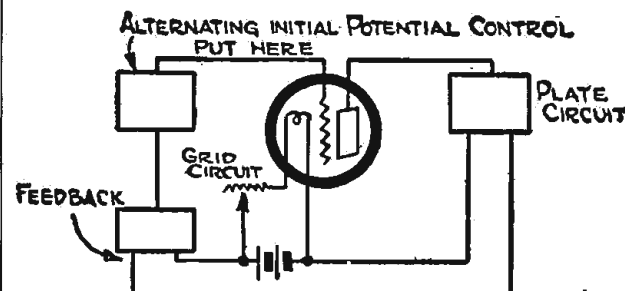 ALTERNATING INITIAL POTENTIAL CONTROL
PUT HERE
PLATE
CIRCUIT
GRID
CIRCUIT
FEEDBACK